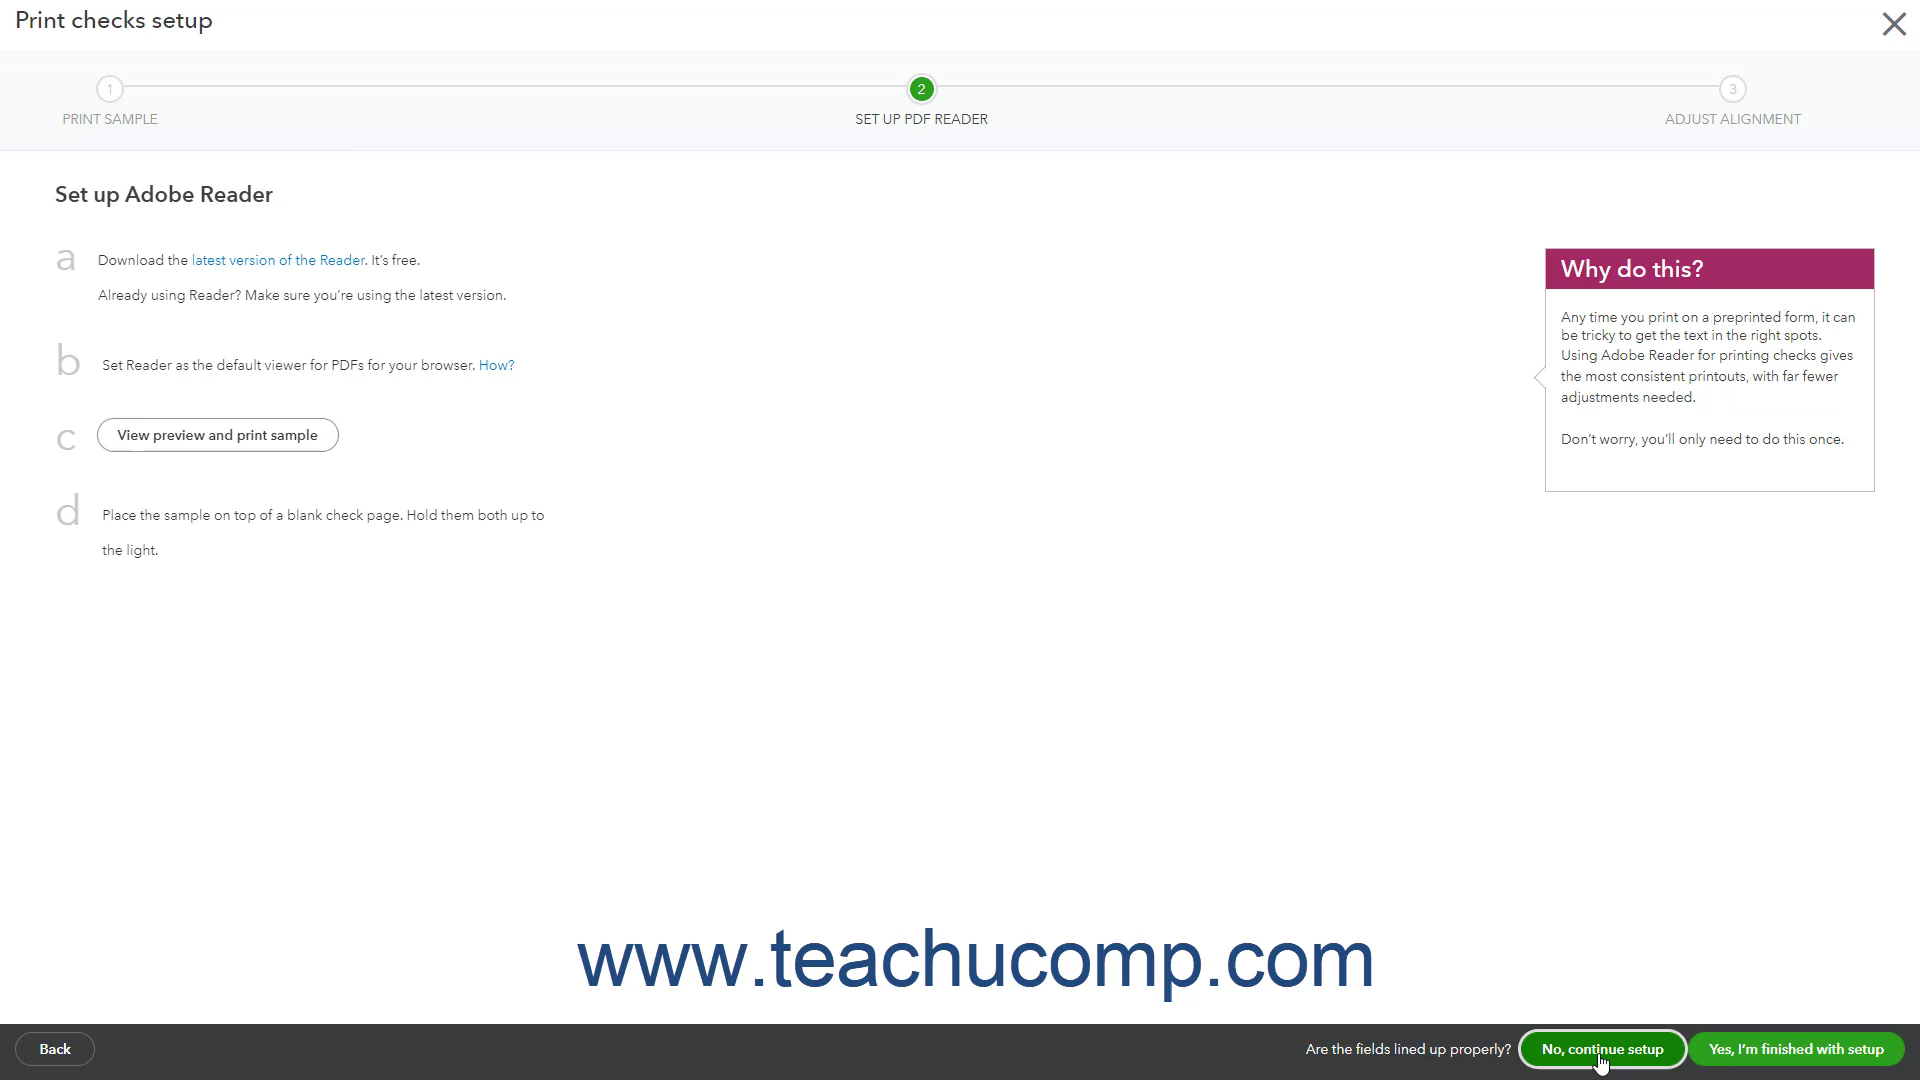 Print checks setup
1
2
3
PRINT SAMPLE
SET UP PDF READER
ADJUST ALIGNMENT
Set up Adobe Reader
a
Download the latest version of the Reader. It's free.
Already using Reader? Make sure you're using the latest version.
b
Set Reader as the default viewer for PDFs for your browser. How?
c
View preview and print sample
d
Place the sample on top of a blank check page. Hold them both up to
the light.
Why do this?
Any time you print on a preprinted form, it can
be tricky to get the text in the right spots.
Using Adobe Reader for printing checks gives
the most consistent printouts, with far fewer
adjustments needed.
Don't worry, you'll only need to do this once.
www.teachucomp.com
Back
Are the fields lined up properly?
No, continue setup
Yes, I'm finished with setup